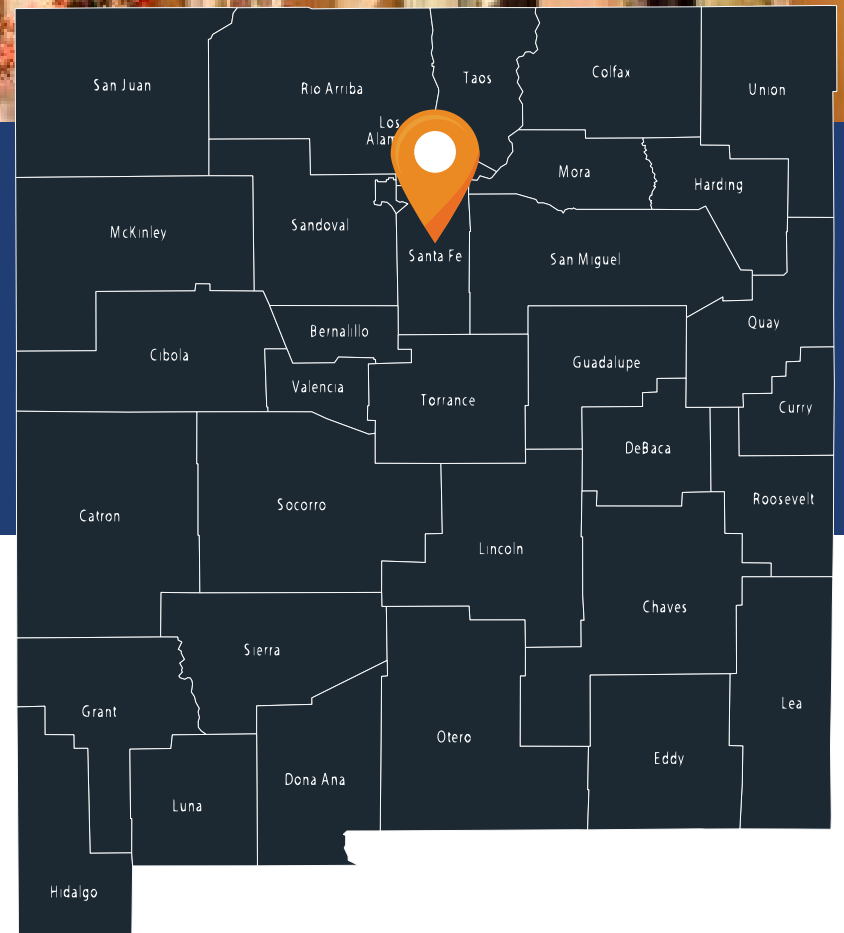 San Juan
Rio Arriba
Taos
Colfax
Union
Los
Mora
Harding
McKinley
Sandoval
Santa Fe
San Miguel
Bernalillo
Quay
Cibola
Guadalupe
Valencia
Torrance
Curry
DeBaca
Catron
Socorro
Roosevelt
Lincoln
Chaves
Sierra
Grant
Lea
Otero
Eddy
Dona Ana
Luna
Hidalgo